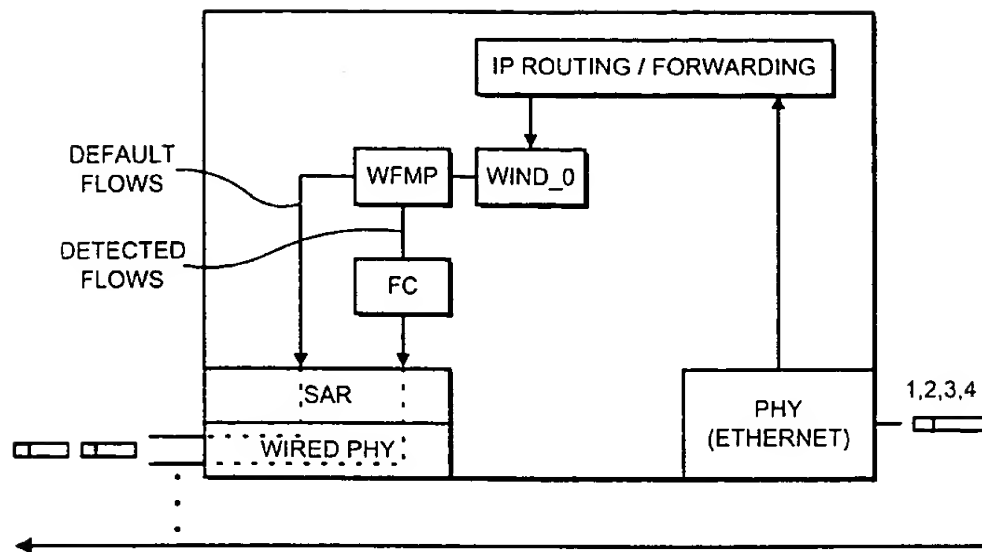 IP ROUTING / FORWARDING
DEFAULT
FLOWS
WFMP
WIND_0
DETECTED
FLOWS
FC
SAR
WIRED PHY
PHY
(ETHERNET)
1,2,3,4